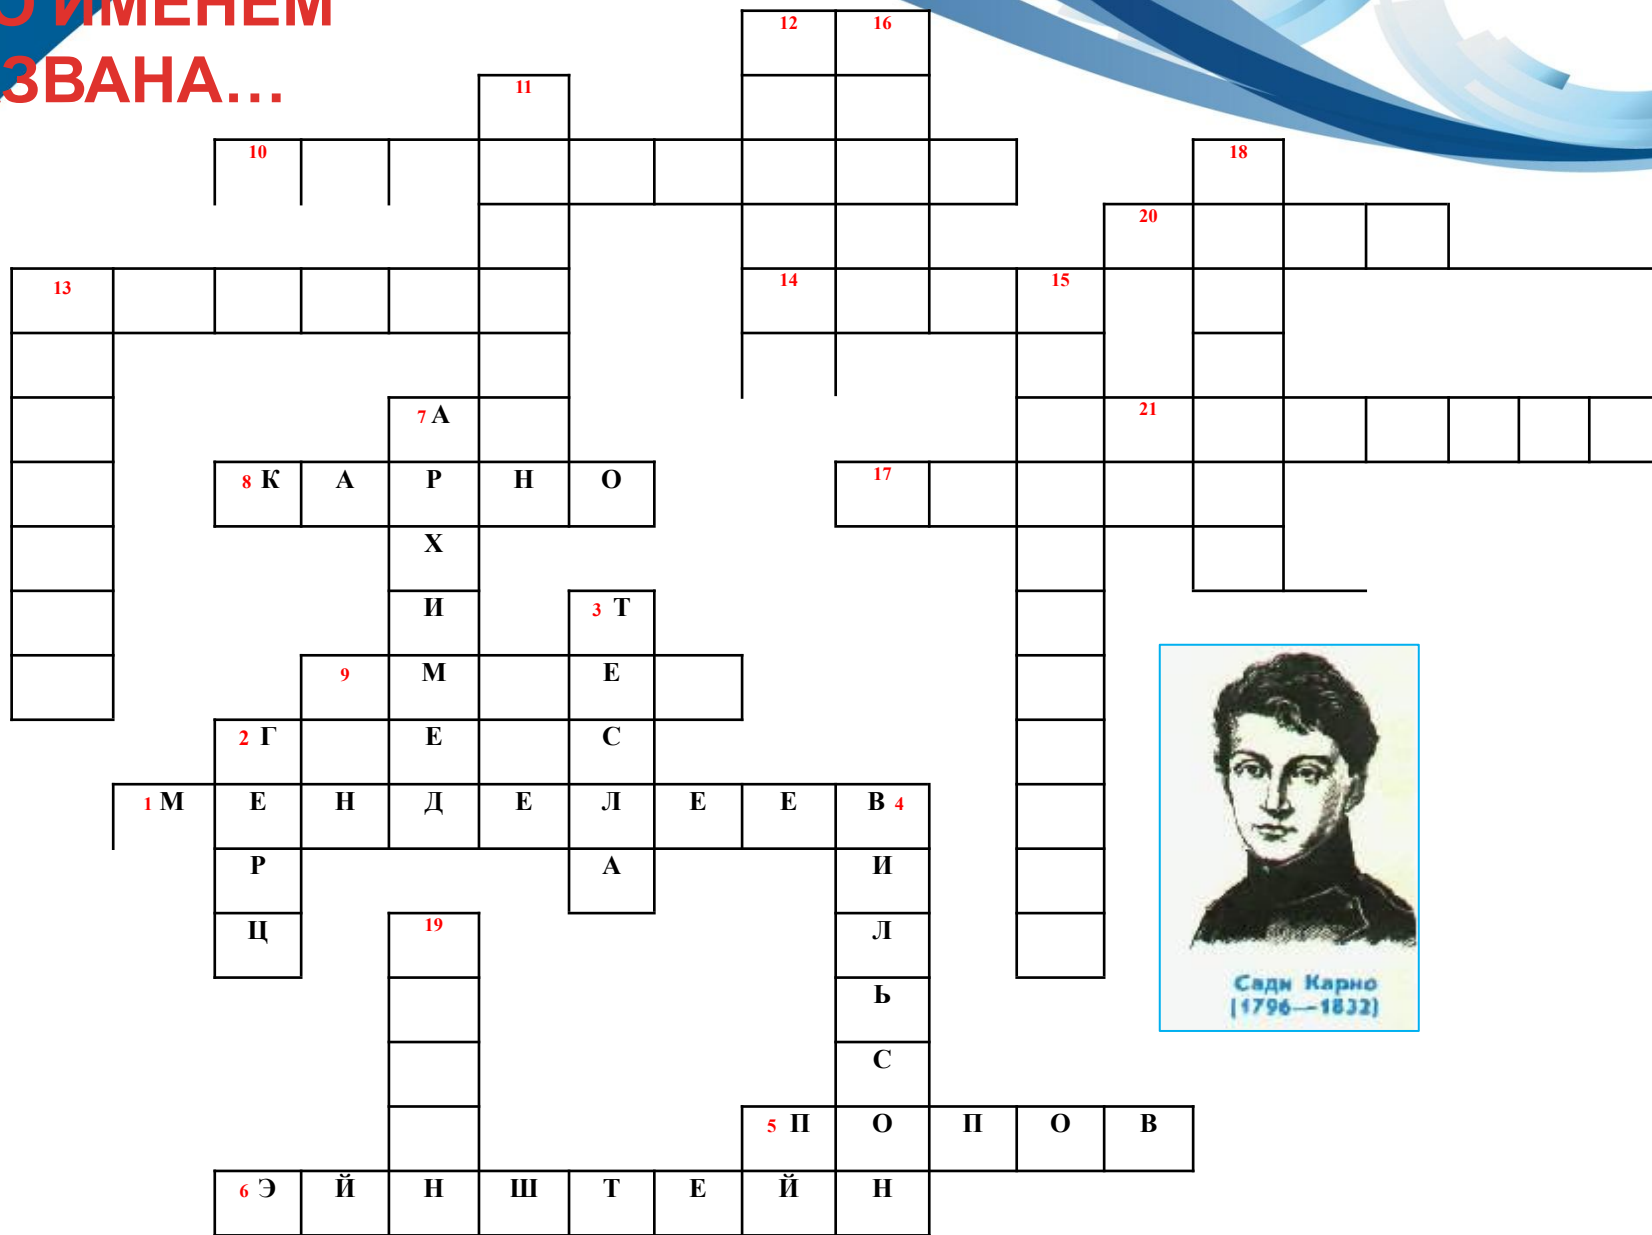 ИМЕНЕМ
ЗВАНА...
12 16
11
10 18
20
13 14 15
7 А 21
8 К А Р Н О 17
Х
И 3 Т
9 М Е
2 Г Е С
1 М Е Н Д Е Л Е Е В 4
Р А И
Ц 19 Л
Ь
С
5 П О П О В
6 Э Й Н Ш Т Е Й Н
Сади Карно
(1796—1832)